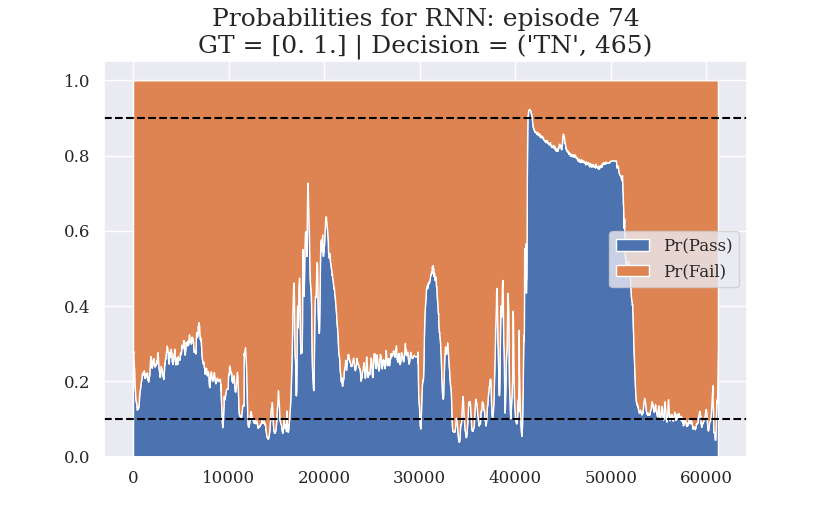 Probabilities for RNN: episode 74
GT = [0. 1.] | Decision = ('TN', 465)
1.0
0.8
0.6
0.4
0.2
0.0
Pr(Pass)
Pr(Fail)
0 10000 20000 30000 40000 50000 60000